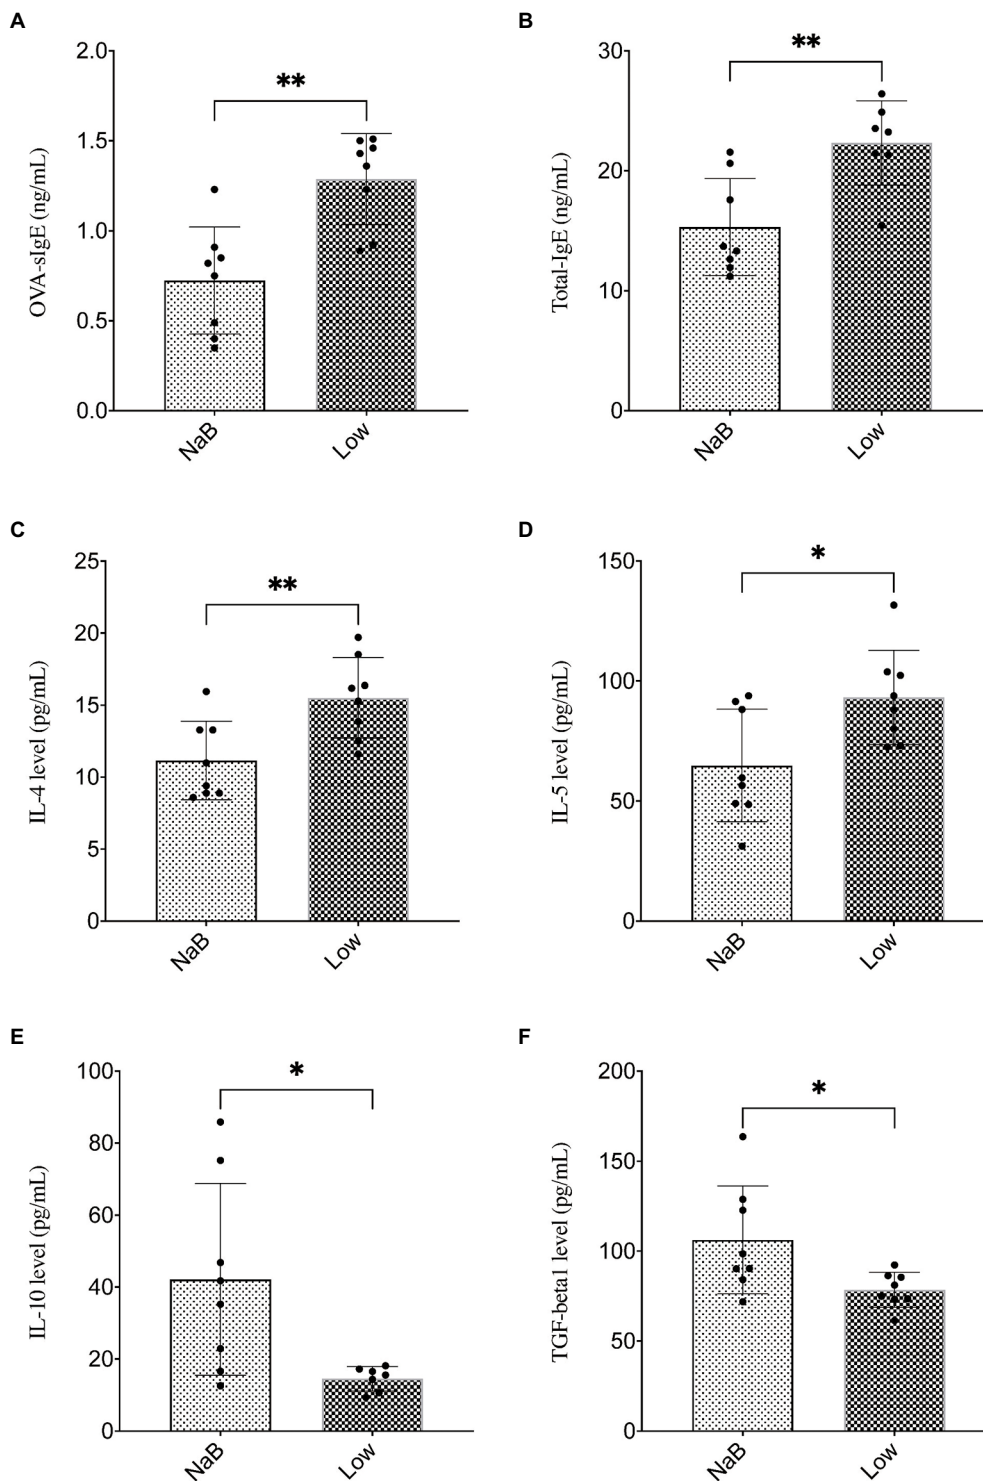 A
OVA-sIgE (ng/mL)
2.0
1.5
1.0
0.5
0.0
**
NaB
Low
B
Total-IgE (ng/mL)
30
20
10
0
**
NaB
Low
C
IL-4 level (pg/mL)
25
20
15
10
5
0
**
NaB
Low
D
IL-5 level (pg/mL)
150
100
50
0
*
NaB
Low
E
IL-10 level (pg/mL)
100
80
60
40
20
0
*
NaB
Low
F
TGF-beta1 level (pg/mL)
200
150
100
50
0
*
NaB
Low